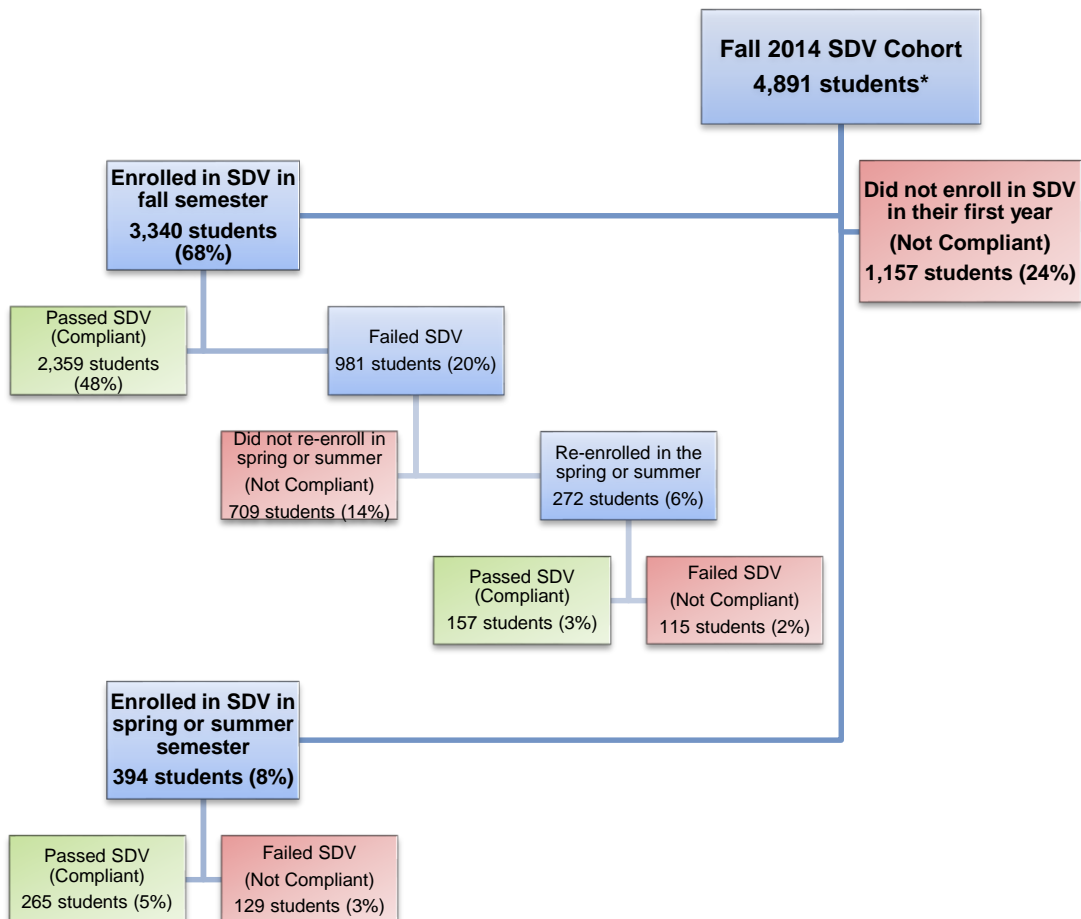 Fall 2014 SDV Cohort
4,891 students*
Enrolled in SDV in
fall semester
3,340 students
(68%)
Did not enroll in SDV
in their first year
(Not Compliant)
1,157 students (24%)
Passed SDV
(Compliant)
2,359 students
(48%)
Failed SDV
981 students (20%)
Did not re-enroll in
spring or summer
(Not Compliant)
709 students (14%)
Re-enrolled in the
spring or summer
272 students (6%)
Passed SDV
(Compliant)
157 students (3%)
Failed SDV
(Not Compliant)
115 students (2%)
Enrolled in SDV in
spring or summer
semester
394 students (8%)
Passed SDV
(Compliant)
265 students (5%)
Failed SDV
(Not Compliant)
129 students (3%)